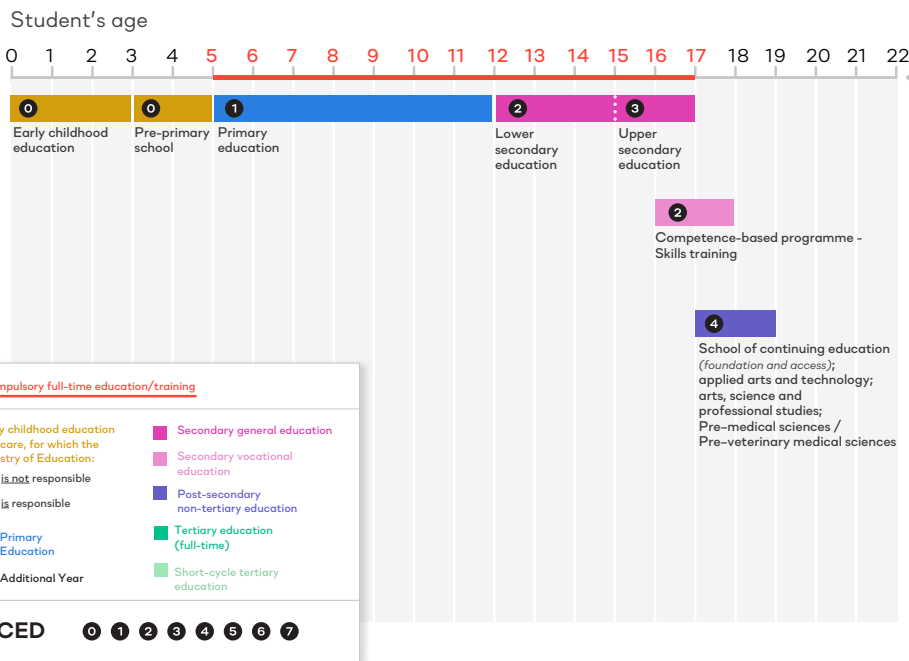 Student's age
0 1 2 3 4 5 6 7 8 9 10 11 12 13 14 15 16 17 18 19 20 21 22
0 0 1 2 3
Early childhood
education
Pre-primary
school
Primary
education
Lower
secondary
education
Upper
secondary
education
2
Competence-based programme -
Skills training
4
School of continuing education
(foundation and access);
applied arts and technology;
arts, science and
professional studies;
Pre-medical sciences /
Pre-veterinary medical sciences
mpulsory full-time education/training
y childhood education
care, for which the
stry of Education:
is not responsible
is responsible
Primary
Education
Additional Year
Secondary general education
Secondary vocational
education
Post-secondary
non-tertiary education
Tertiary education
(full-time)
Short-cycle tertiary
education
CED 0 1 2 3 4 5 6 7